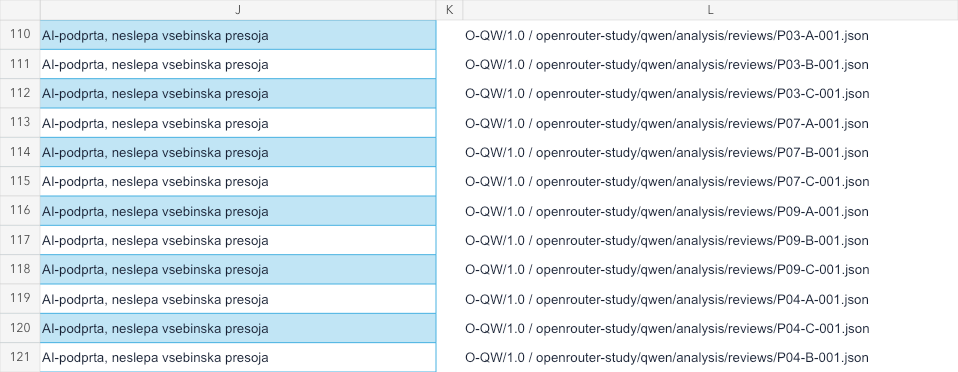 J K L
110 AI-podprta, neslepa vsebinska presoja O-QW/1.0 / openrouter-study/qwen/analysis/reviews/P03-A-001.json
111 AI-podprta, neslepa vsebinska presoja O-QW/1.0 / openrouter-study/qwen/analysis/reviews/P03-B-001.json
112 AI-podprta, neslepa vsebinska presoja O-QW/1.0 / openrouter-study/qwen/analysis/reviews/P03-C-001.json
113 AI-podprta, neslepa vsebinska presoja O-QW/1.0 / openrouter-study/qwen/analysis/reviews/P07-A-001.json
114 AI-podprta, neslepa vsebinska presoja O-QW/1.0 / openrouter-study/qwen/analysis/reviews/P07-B-001.json
115 AI-podprta, neslepa vsebinska presoja O-QW/1.0 / openrouter-study/qwen/analysis/reviews/P07-C-001.json
116 AI-podprta, neslepa vsebinska presoja O-QW/1.0 / openrouter-study/qwen/analysis/reviews/P09-A-001.json
117 AI-podprta, neslepa vsebinska presoja O-QW/1.0 / openrouter-study/qwen/analysis/reviews/P09-B-001.json
118 AI-podprta, neslepa vsebinska presoja O-QW/1.0 / openrouter-study/qwen/analysis/reviews/P09-C-001.json
119 AI-podprta, neslepa vsebinska presoja O-QW/1.0 / openrouter-study/qwen/analysis/reviews/P04-A-001.json
120 AI-podprta, neslepa vsebinska presoja O-QW/1.0 / openrouter-study/qwen/analysis/reviews/P04-C-001.json
121 AI-podprta, neslepa vsebinska presoja O-QW/1.0 / openrouter-study/qwen/analysis/reviews/P04-B-001.json